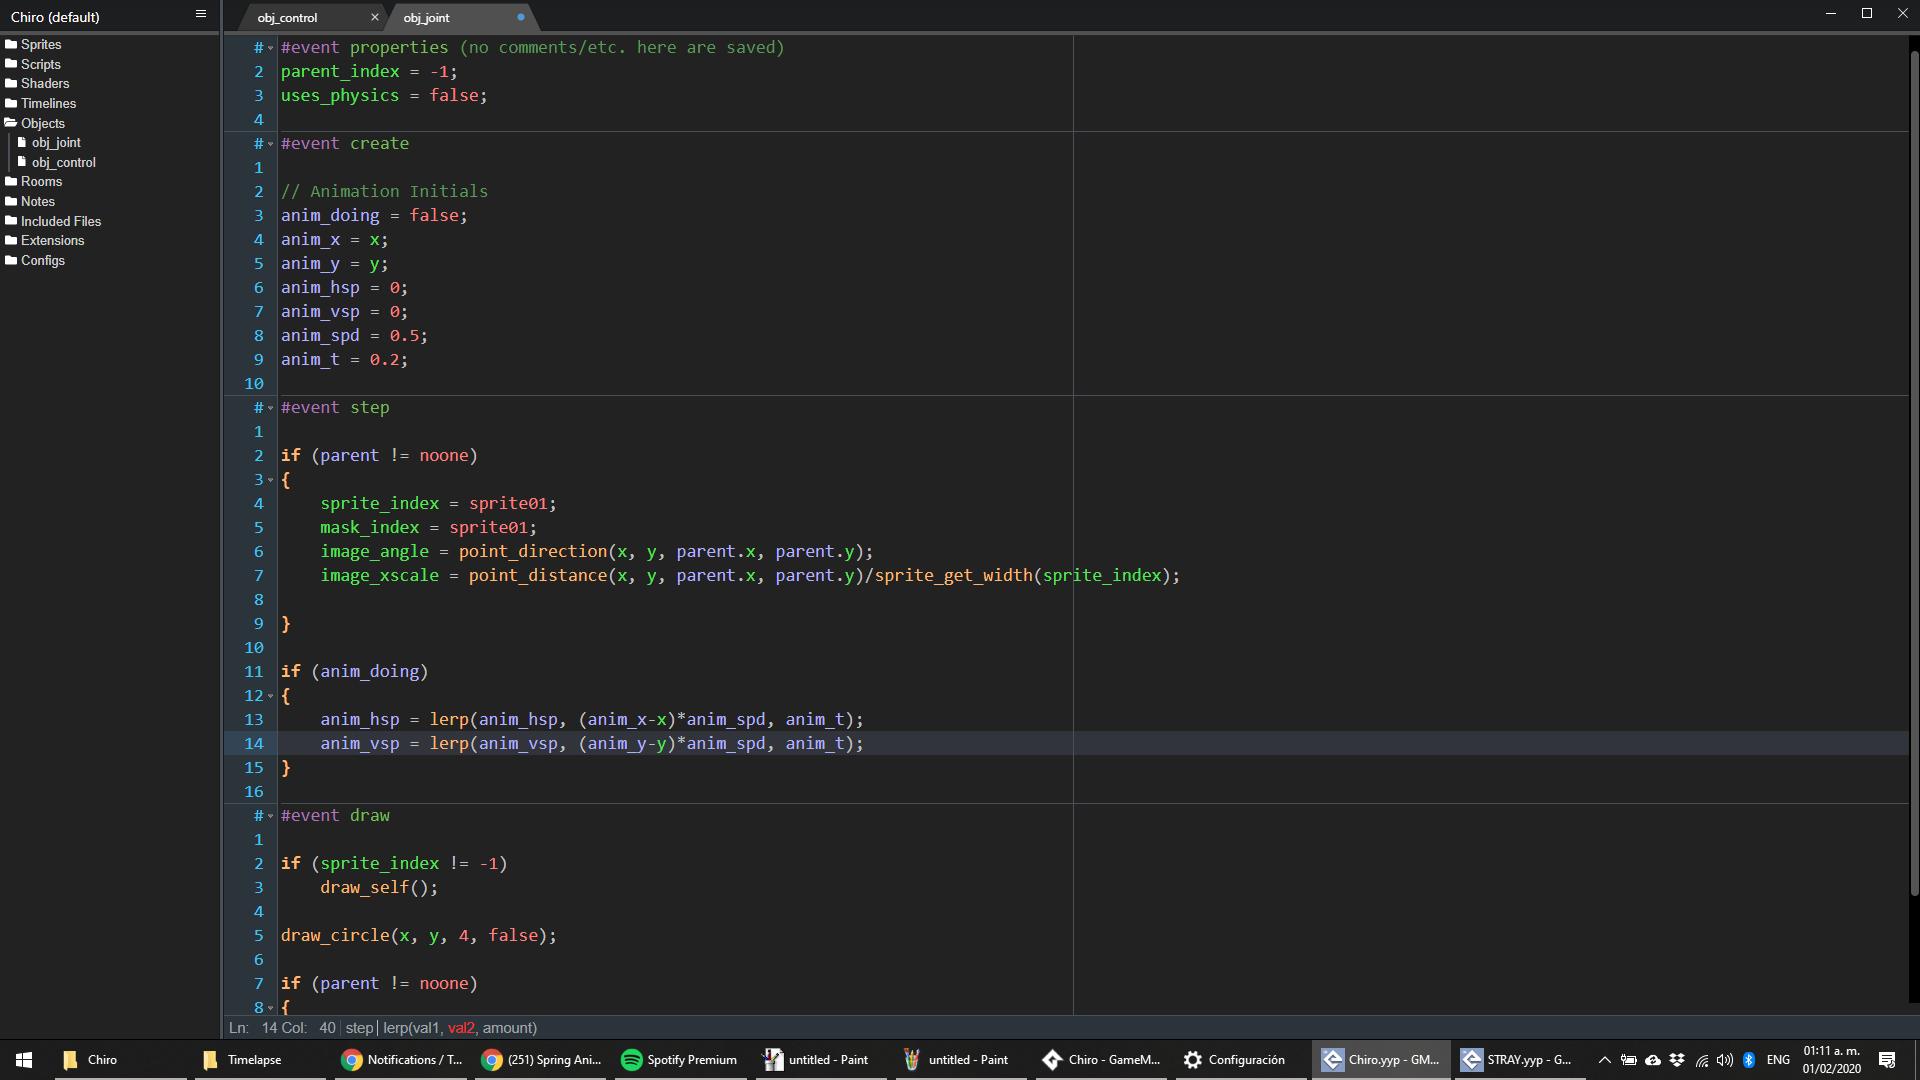 Chiro (default)
obj_control
obj_joint
Sprites
Scripts
Shaders
Timelines
Objects
obj_joint
obj_control
Rooms
Notes
Included Files
Extensions
Configs
# #event properties (no comments/etc. here are saved)
2 parent_index = -1;
3 uses_physics = false;
4
# #event create
1
2 // Animation Initials
3 anim_doing = false;
4 anim_x = x;
5 anim_y = y;
6 anim_hsp = 0;
7 anim_vsp = 0;
8 anim_spd = 0.5;
9 anim_t = 0.2;
10
# #event step
1
2 if (parent != noone)
3 {
4 sprite_index = sprite01;
5 mask_index = sprite01;
6 image_angle = point_direction(x, y, parent.x, parent.y);
7 image_xscale = point_distance(x, y, parent.x, parent.y)/sprite_get_width(sprite_index);
8
9 }
10
11 if (anim_doing)
12 {
13 anim_hsp = lerp(anim_hsp, (anim_x-x)*anim_spd, anim_t);
14 anim_vsp = lerp(anim_vsp, (anim_y-y)*anim_spd, anim_t);
15 }
16
# #event draw
1
2 if (sprite_index != -1)
3 draw_self();
4
5 draw_circle(x, y, 4, false);
6
7 if (parent != noone)
8 {
Ln: 14 Col: 40 step lerp(val1, val2, amount)
Chiro
Timelapse
Notifications / T...
(251) Spring Ani...
Spotify Premium
untitled - Paint
untitled - Paint
Chiro - GameM...
Configuración
Chiro.yyp - GM...
STRAY.yyp - G...
ENG
01:11 a. m.
01/02/2020